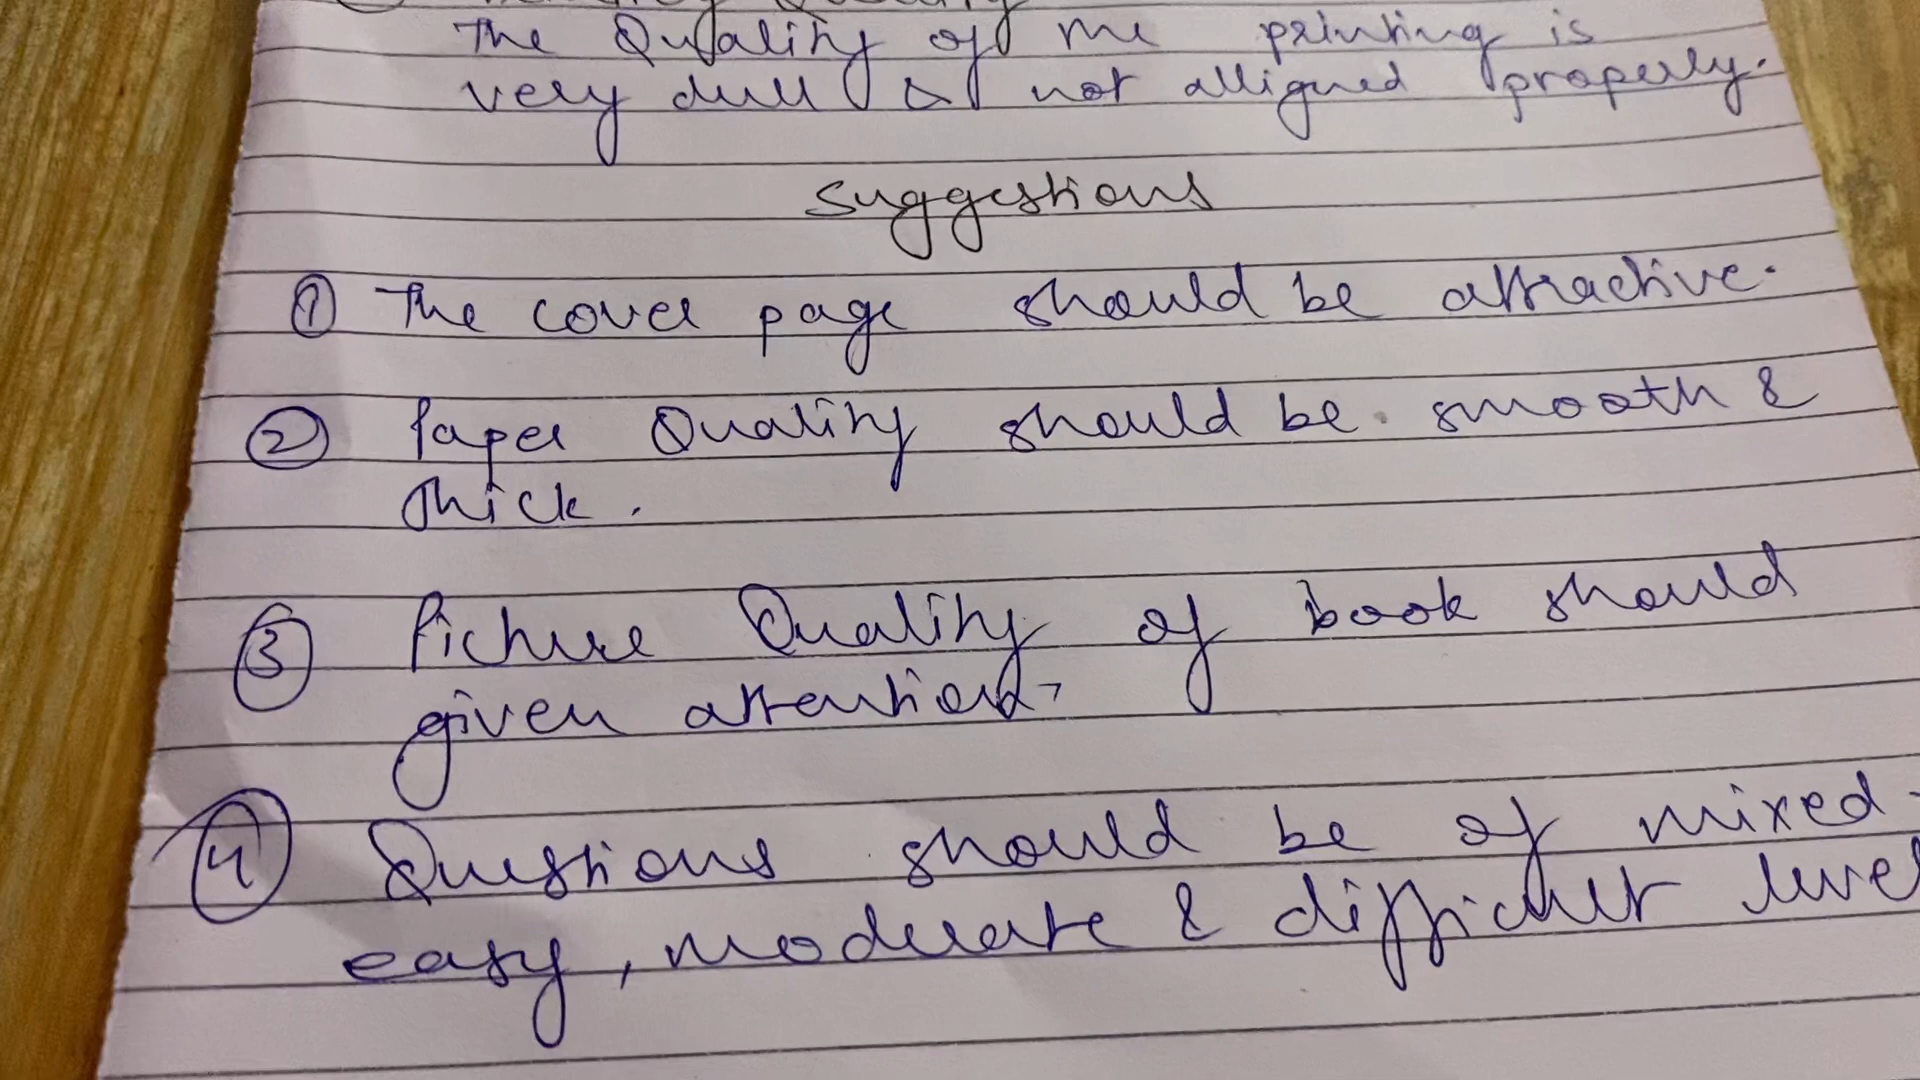 The Quality of the printing is
very dull & not alligned properly.
Suggestions
① The cover page should be attractive.
② Paper Quality should be smooth &
thick.
③ Picture Quality of book should
given attention.
④ Questions should be of mixed-
easy, moderate & difficult level